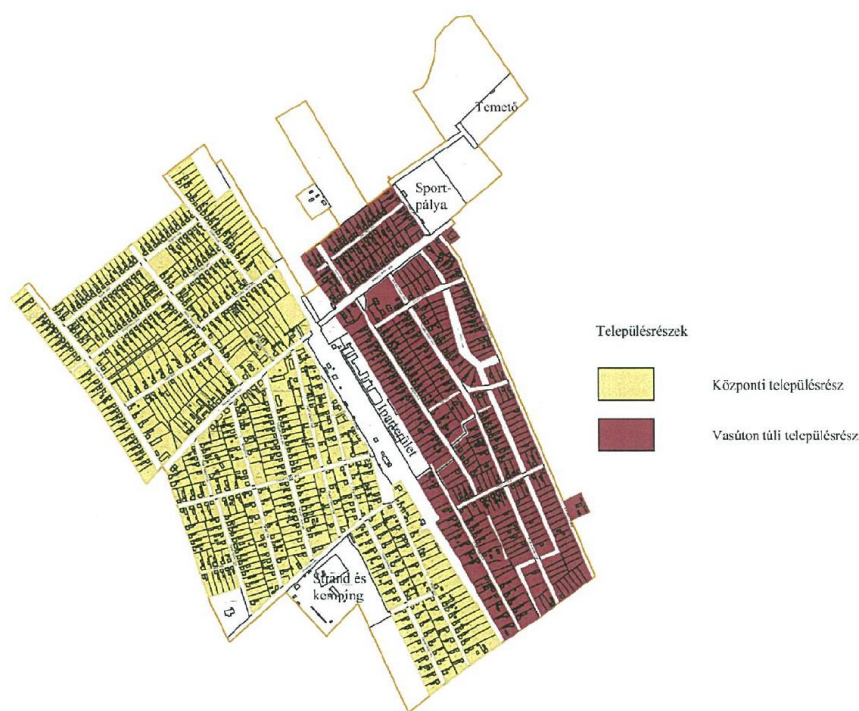 Temető
Sport-
pálya
Iparterület
Strand és
kemping
Településrészek
Központi településrész
Vasúton túli településrész